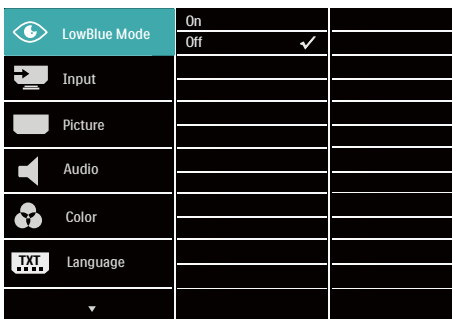 LowBlue Mode
On
Off
Input
Picture
Audio
Color
TXT
Language